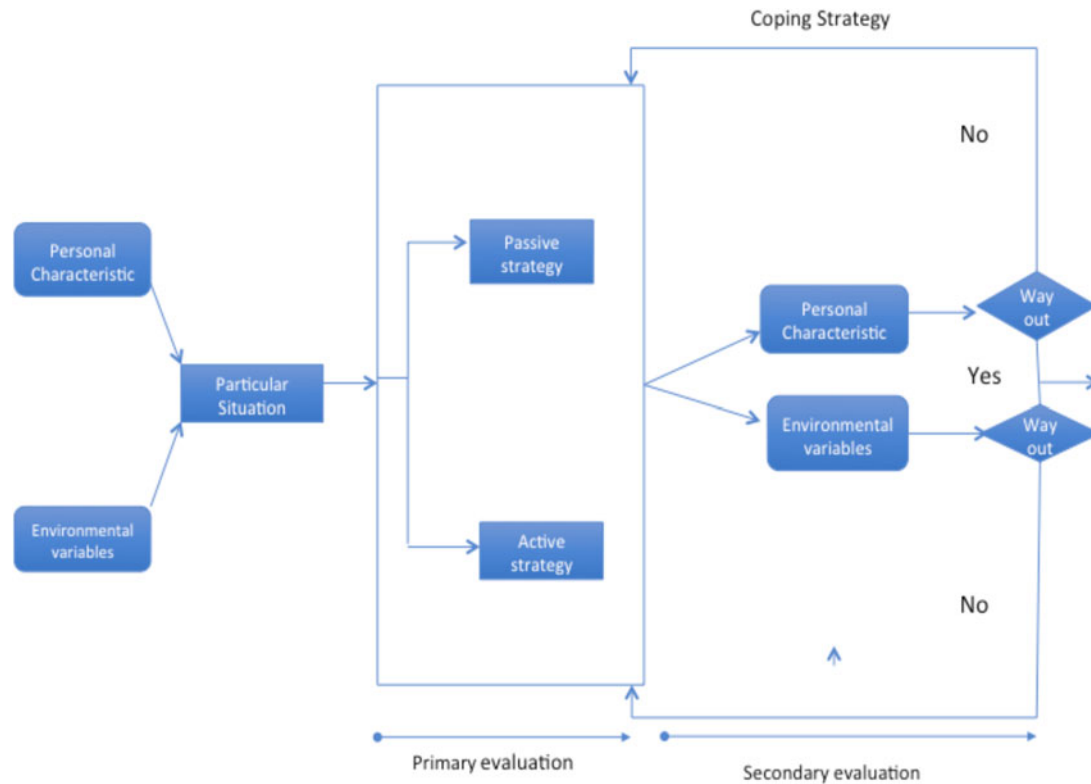 Coping Strategy
No
Personal
Characteristic
Passive
strategy
Personal
Characteristic
Way
out
Particular
Situation
Yes
Environmental
variables
Way
out
Environmental
variables
Active
strategy
No
Primary evaluation
Secondary evaluation